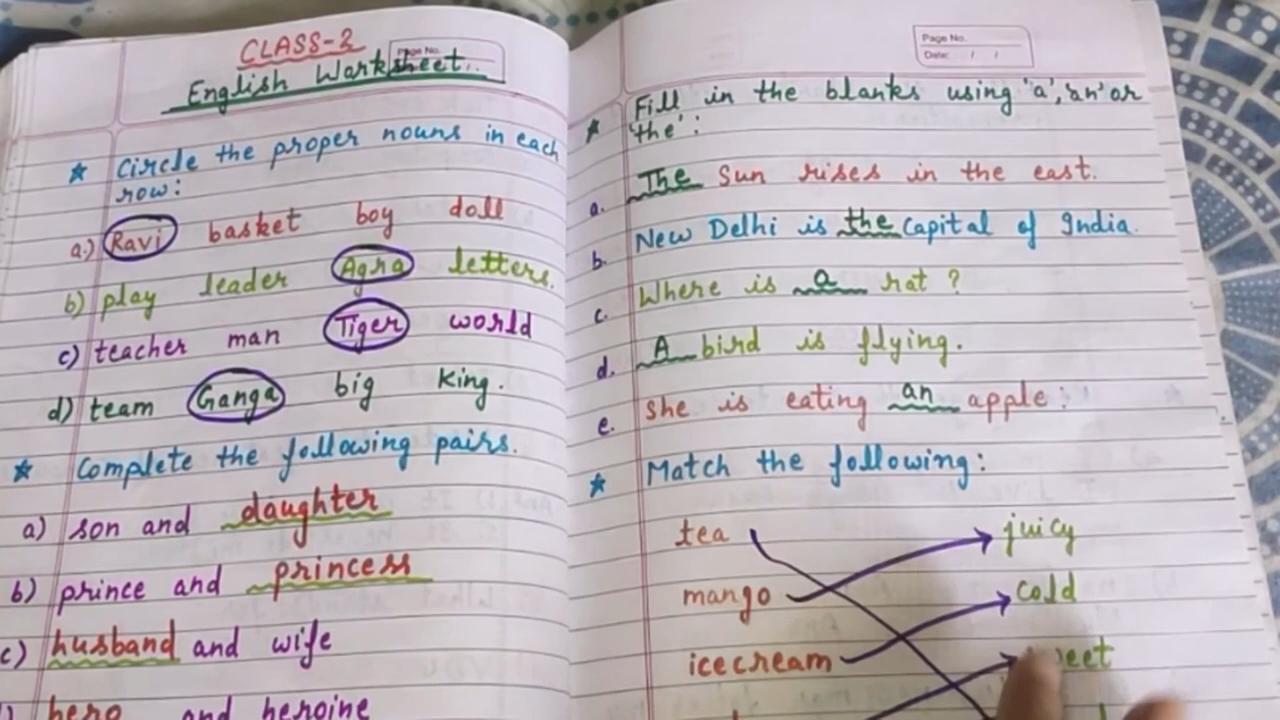 CLASS-2
Page No.
English Worksheet..
★ Circle the proper nouns in each
row:
a.) Ravi basket boy doll
b) play leader Agra letters.
c) teacher man Tiger world
d) team Ganga big King.
★ Complete the following pairs.
a) son and daughter
b) prince and princess
c) husband and wife
hero and heroine
Page No.
Date: / /
★ Fill in the blanks using 'a', 'an' or
'the':
a. The Sun rises in the east.
b. New Delhi is the Capital of India.
c. Where is a rat ?
d. A bird is flying.
e. She is eating an apple:
★ Match the following:
tea juicy
mango cold
icecream